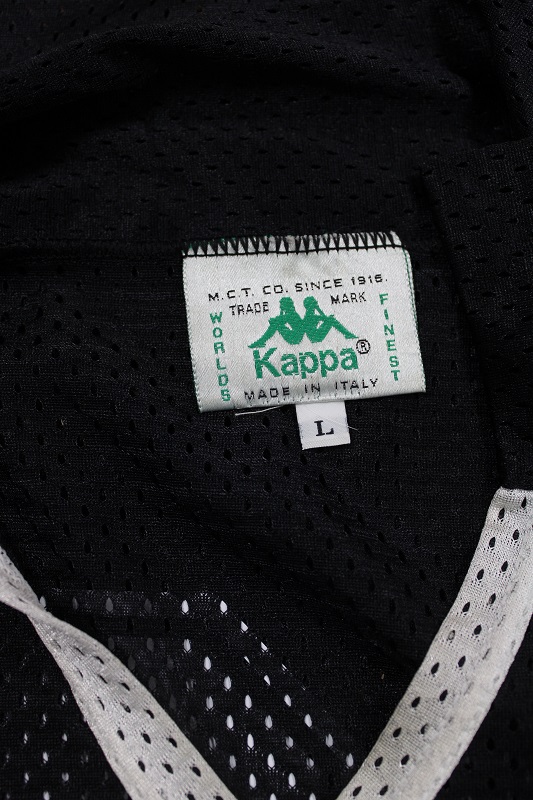 M.C.T. CO. SINCE 1916.
TRADE MARK
WORLDS
FINEST
Kappa®
MADE IN ITALY
L